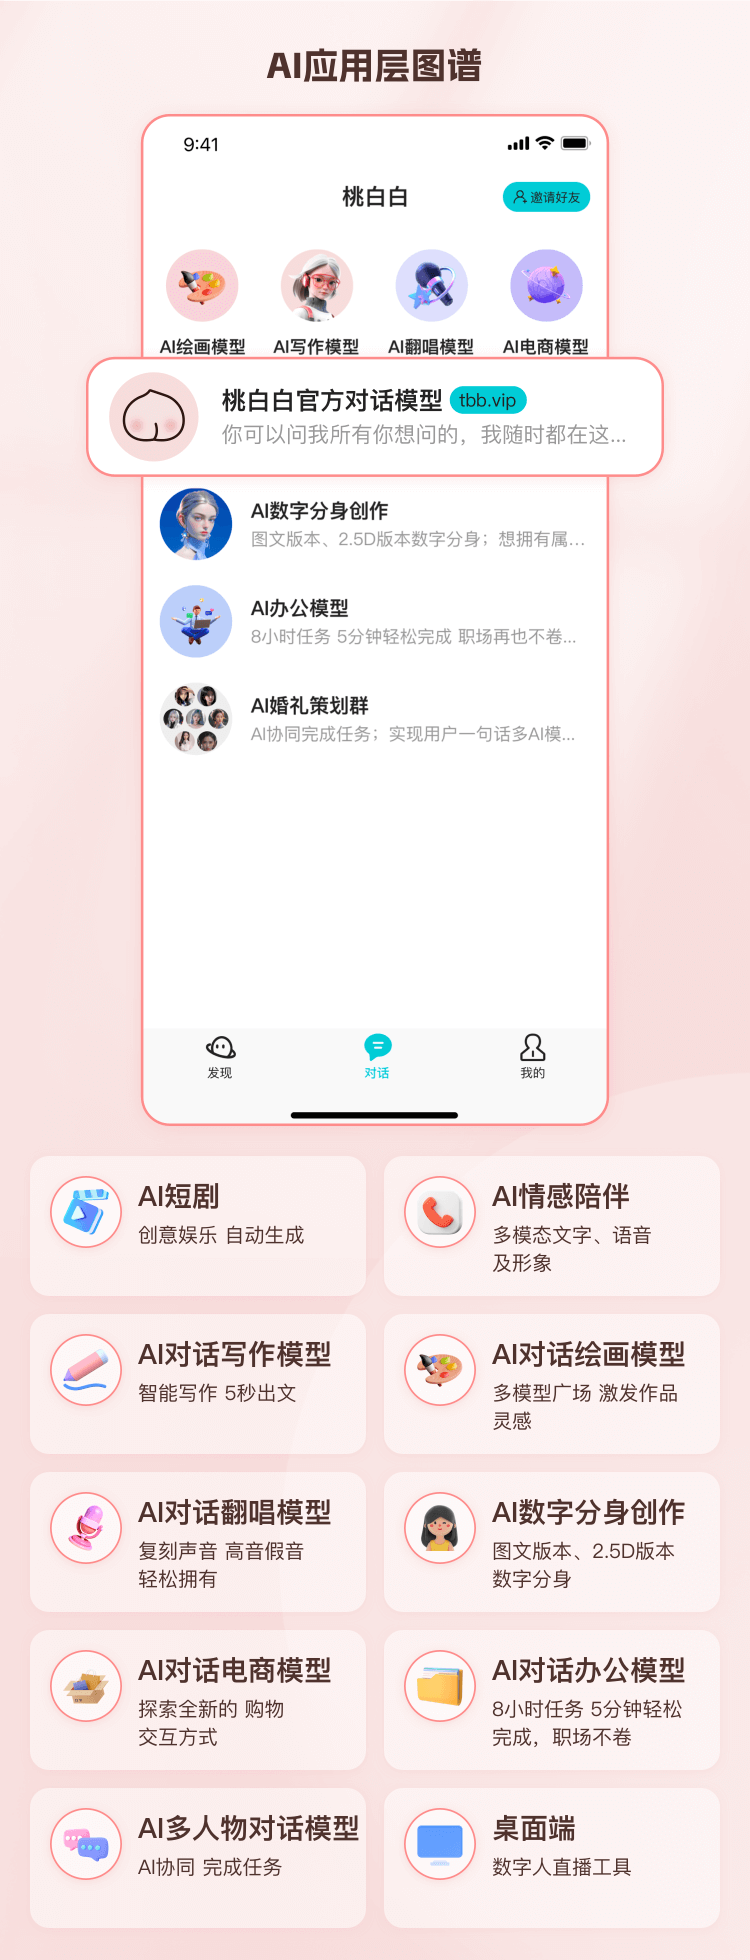 AI应用层图谱
9:41
桃白白
邀请好友
AI绘画模型
AI写作模型
AI翻唱模型
AI电商模型
桃白白官方对话模型
tbb.vip
你可以问我所有你想问的，我随时都在这...
AI数字分身创作
图文版本、2.5D版本数字分身；想拥有属...
AI办公模型
8小时任务 5分钟轻松完成 职场再也不卷...
AI婚礼策划群
AI协同完成任务；实现用户一句话多AI模...
发现
对话
我的
AI短剧
创意娱乐 自动生成
AI情感陪伴
多模态文字、语音
及形象
AI对话写作模型
智能写作 5秒出文
AI对话绘画模型
多模型广场 激发作品
灵感
AI对话翻唱模型
复刻声音 高音假音
轻松拥有
AI数字分身创作
图文版本、2.5D版本
数字分身
AI对话电商模型
探索全新的 购物
交互方式
AI对话办公模型
8小时任务 5分钟轻松
完成，职场不卷
AI多人物对话模型
AI协同 完成任务
桌面端
数字人直播工具